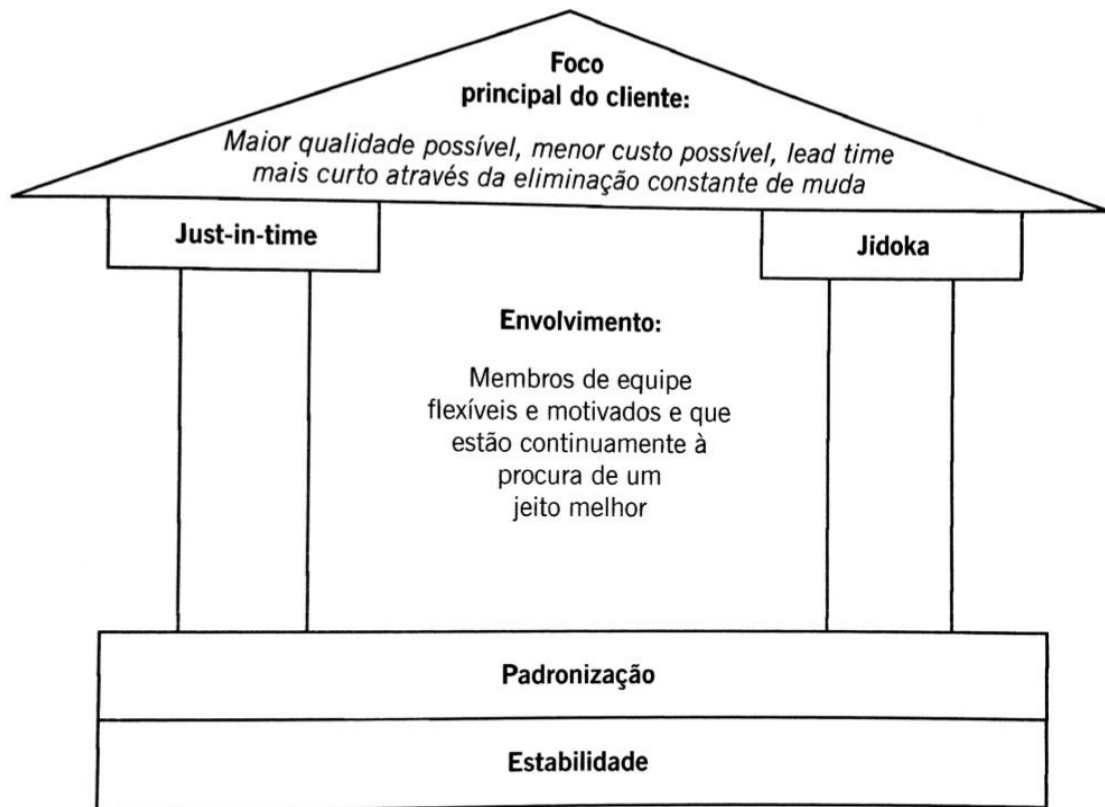 Foco
principal do cliente:
Maior qualidade possível, menor custo possível, lead time
mais curto através da eliminação constante de muda
Just-in-time
Jidoka
Envolvimento:
Membros de equipe
flexíveis e motivados e que
estão continuamente à
procura de um
jeito melhor
Padronização
Estabilidade